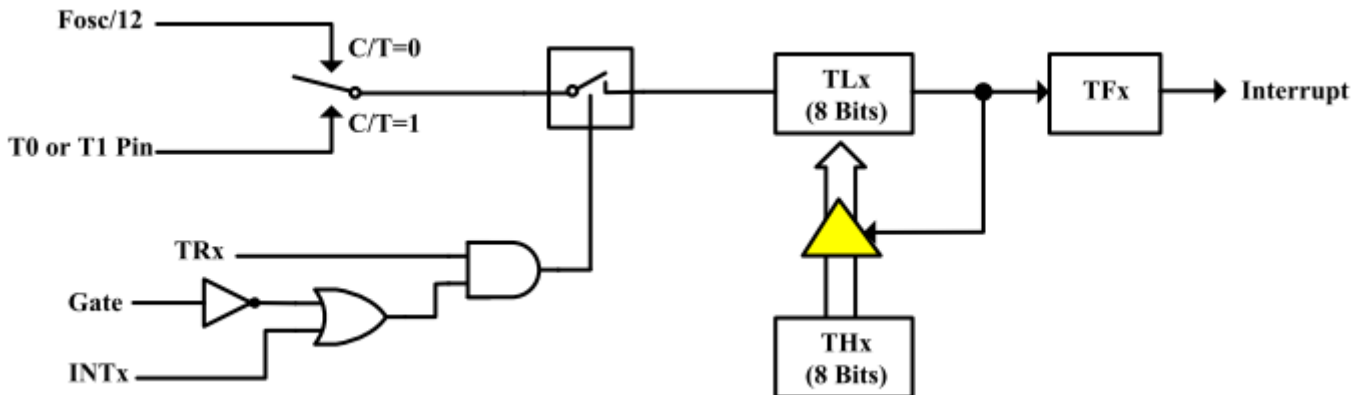 Fosc/12
C/T=0
C/T=1
T0 or T1 Pin
TLx
(8 Bits)
TFx
Interrupt
TRx
Gate
INTx
THx
(8 Bits)